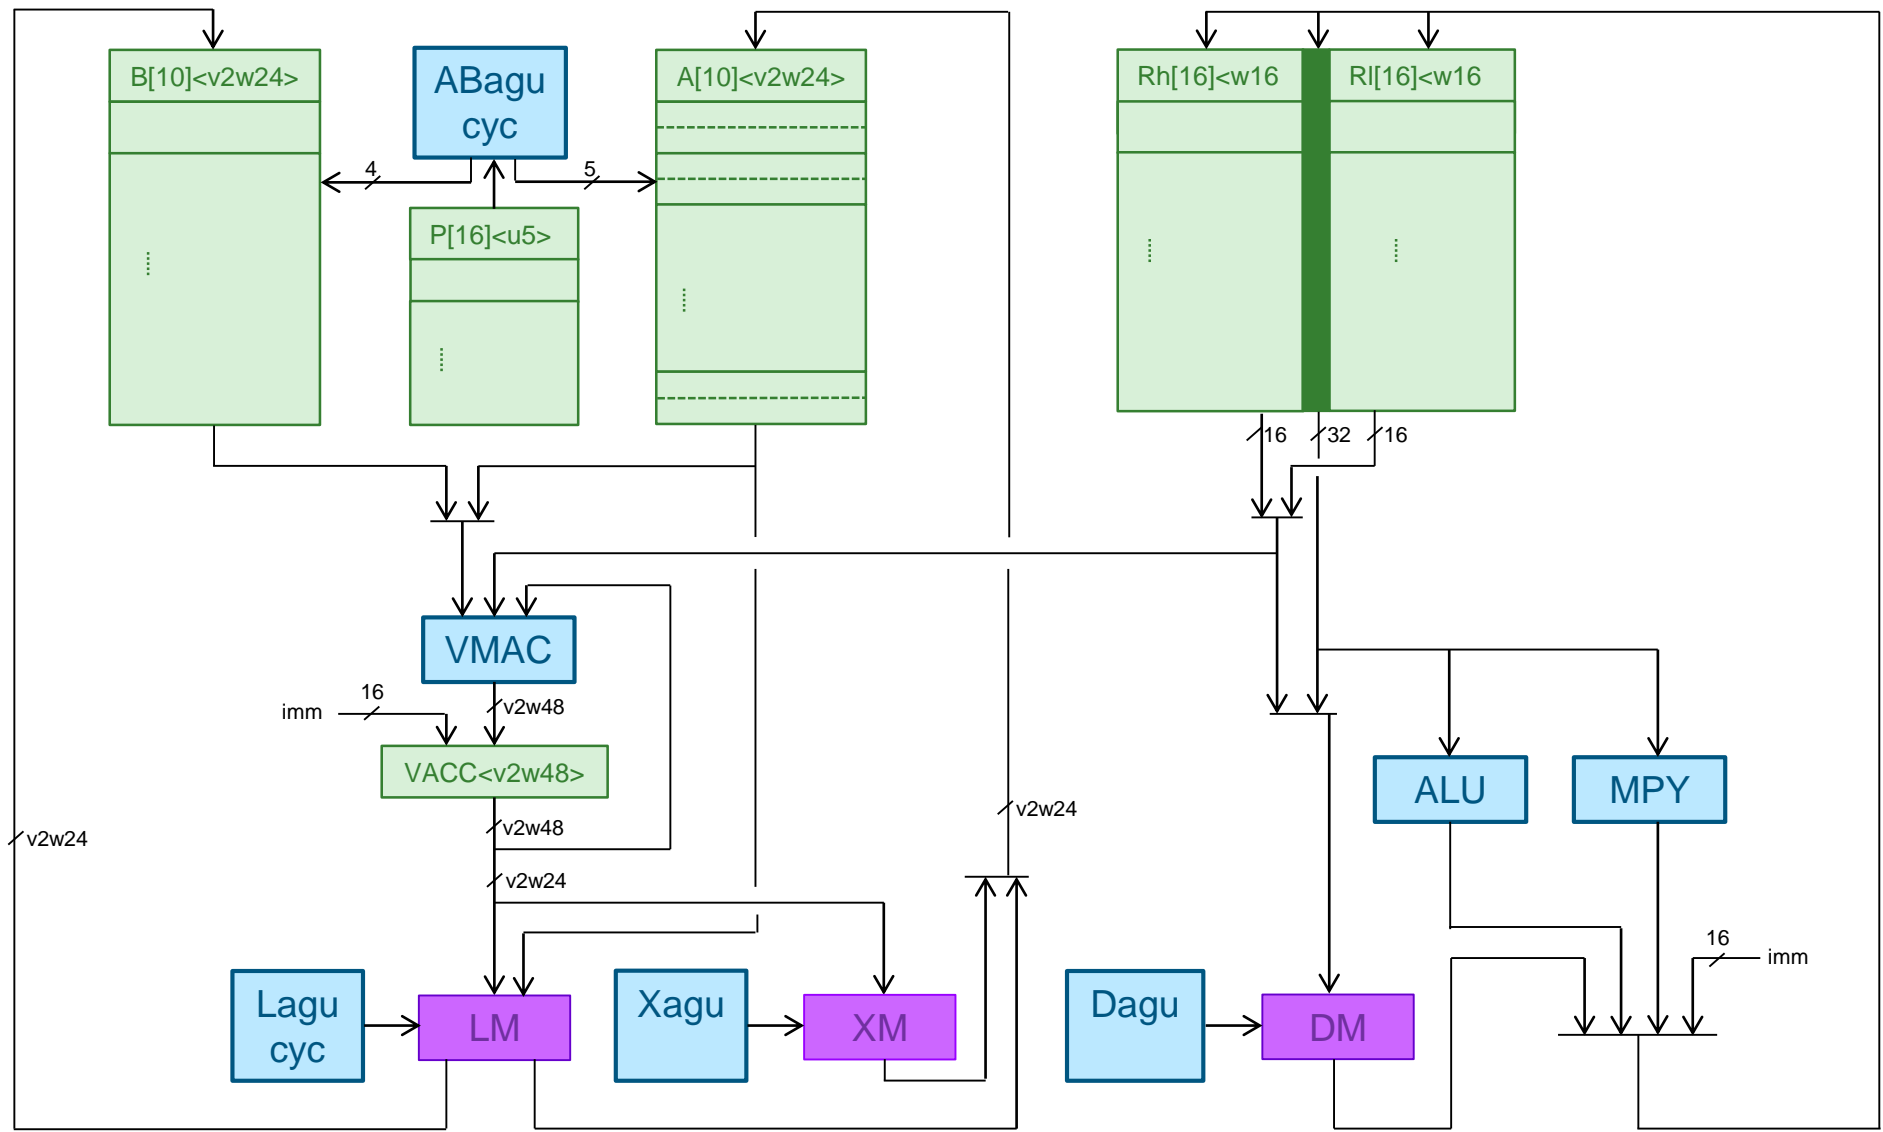 B[10]<v2w24>
ABagu
cyc
A[10]<v2w24>
Rh[16]<w16
Rl[16]<w16
4
5
P[16]<u5>
16
32
16
VMAC
16
imm
v2w48
VACC<v2w48>
ALU
MPY
v2w24
v2w48
v2w24
v2w24
16
imm
Lagu
cyc
LM
Xagu
XM
Dagu
DM